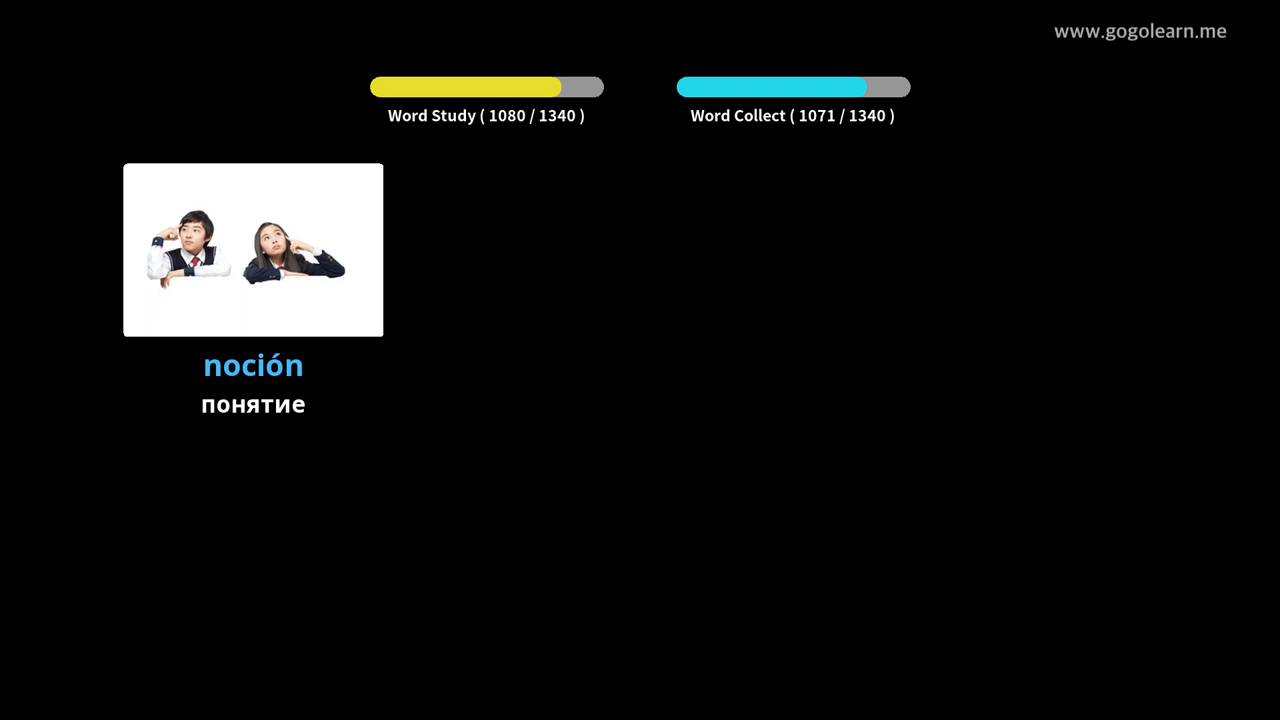 www.gogolearn.me
Word Study ( 1080 / 1340 )
Word Collect ( 1071 / 1340 )
noción
понятие